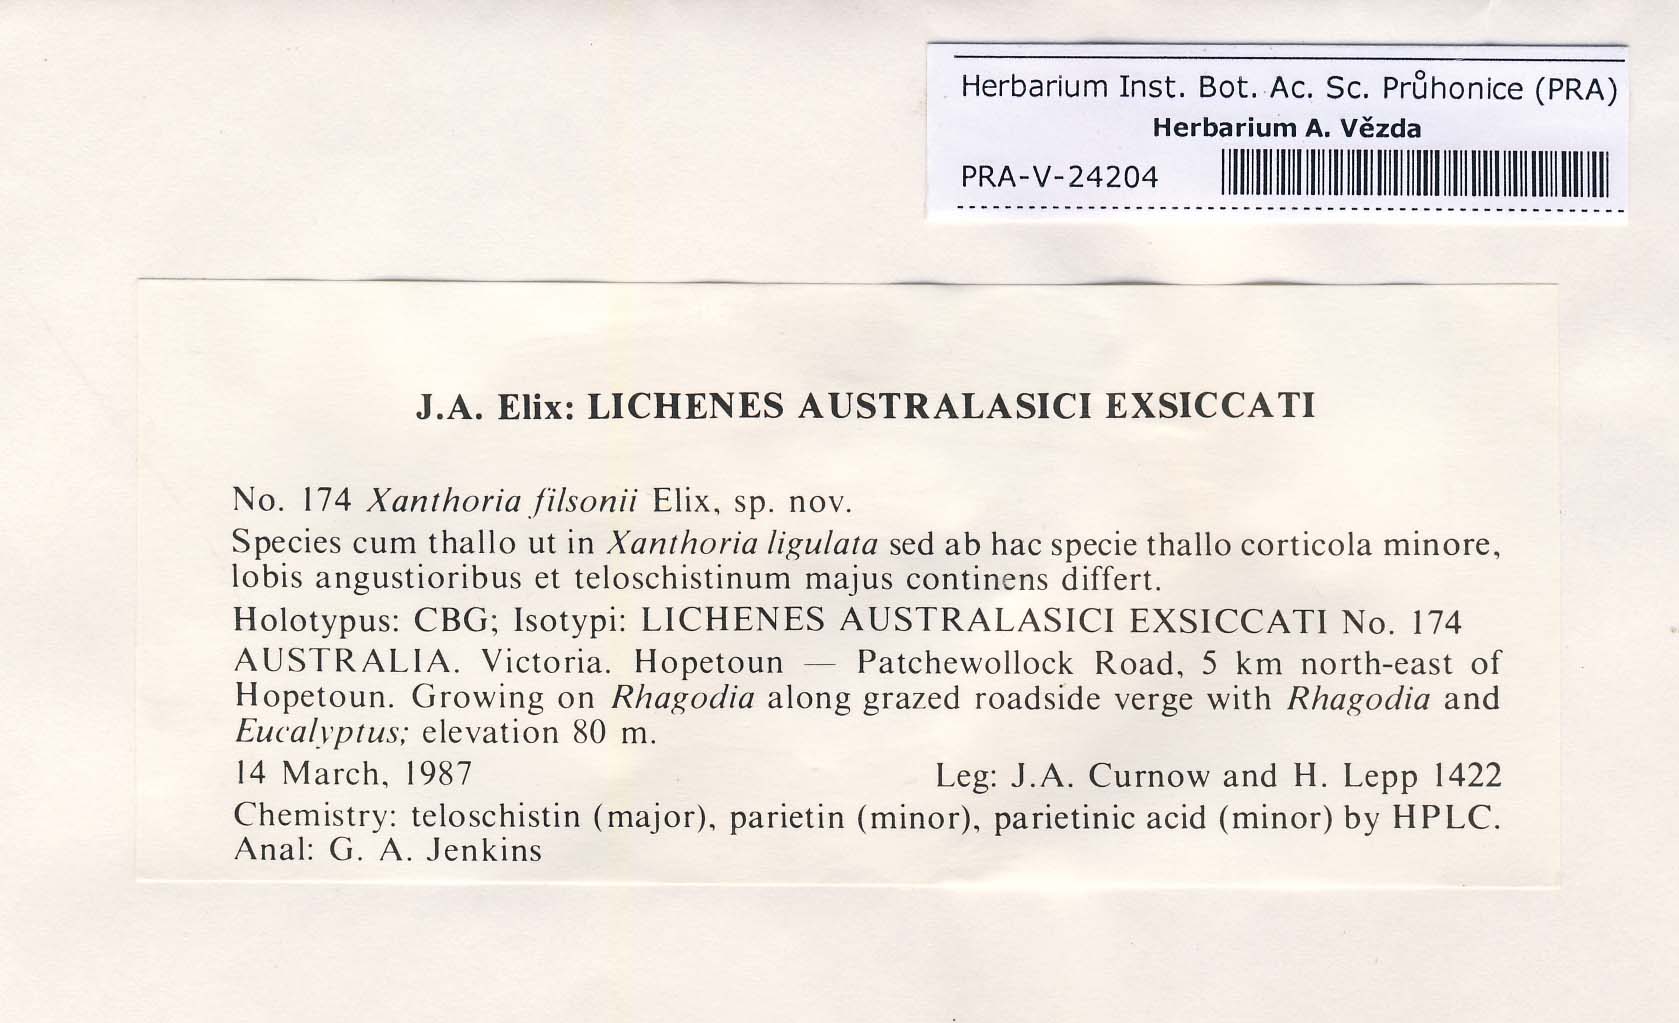 Herbarium Inst. Bot. Ac. Sc. Průhonice (PRA)
Herbarium A. Vězda
PRA-V-24204
J.A. Elix: LICHENES AUSTRALASICI EXSICCATI
No. 174 Xanthoria filsonii Elix, sp. nov.
Species cum thallo ut in Xanthoria ligulata sed ab hac specie thallo corticola minore,
lobis angustioribus et teloschistinum majus continens differt.
Holotypus: CBG; Isotypi: LICHENES AUSTRALASICI EXSICCATI No. 174
AUSTRALIA. Victoria. Hopetoun — Patchewollock Road, 5 km north-east of
Hopetoun. Growing on Rhagodia along grazed roadside verge with Rhagodia and
Eucalyptus; elevation 80 m.
14 March, 1987 Leg: J.A. Curnow and H. Lepp 1422
Chemistry: teloschistin (major), parietin (minor), parietinic acid (minor) by HPLC.
Anal: G. A. Jenkins